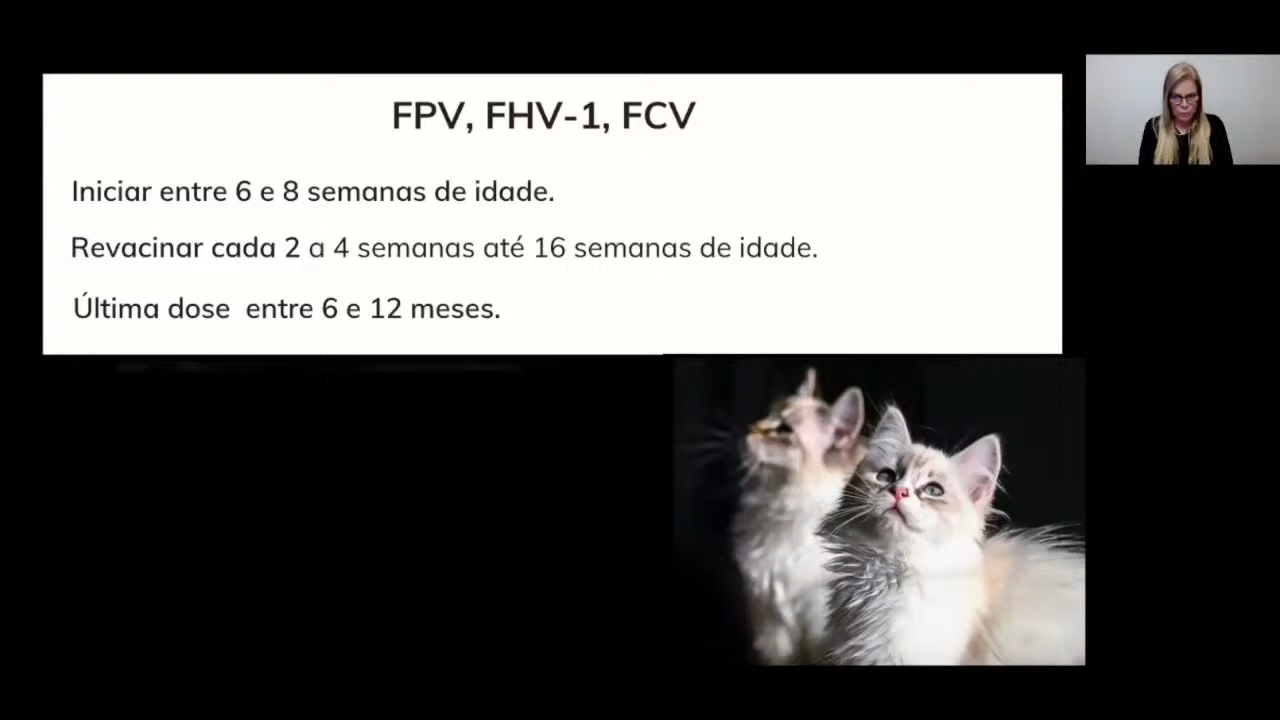 FPV, FHV-1, FCV
Iniciar entre 6 e 8 semanas de idade.
Revacinar cada 2 a 4 semanas até 16 semanas de idade.
Última dose  entre 6 e 12 meses.